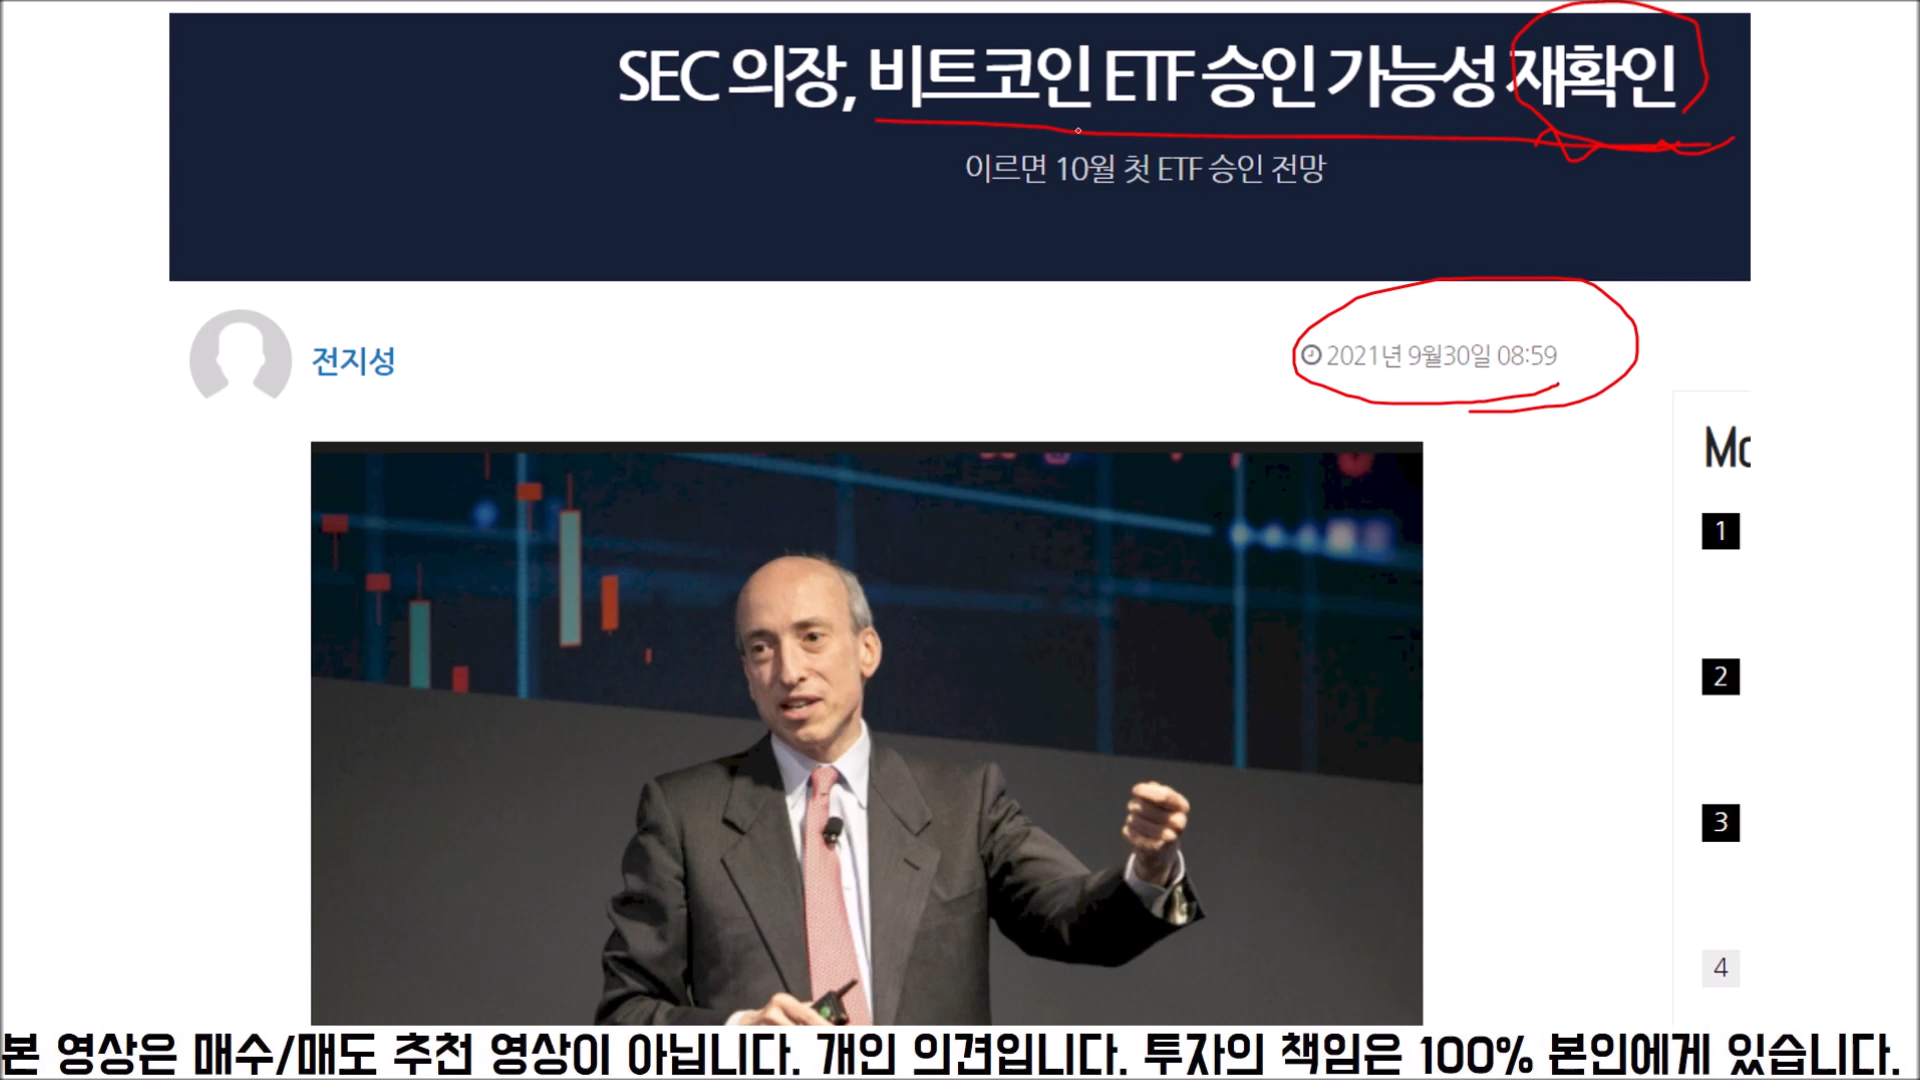 SEC 의장, 비트코인 ETF 승인 가능성 재확인
이르면 10월 첫 ETF 승인 전망
전지성
2021년 9월30일 08:59
Mo
1
2
3
4
본 영상은 매수/매도 추천 영상이 아닙니다. 개인 의견입니다. 투자의 책임은 100% 본인에게 있습니다.